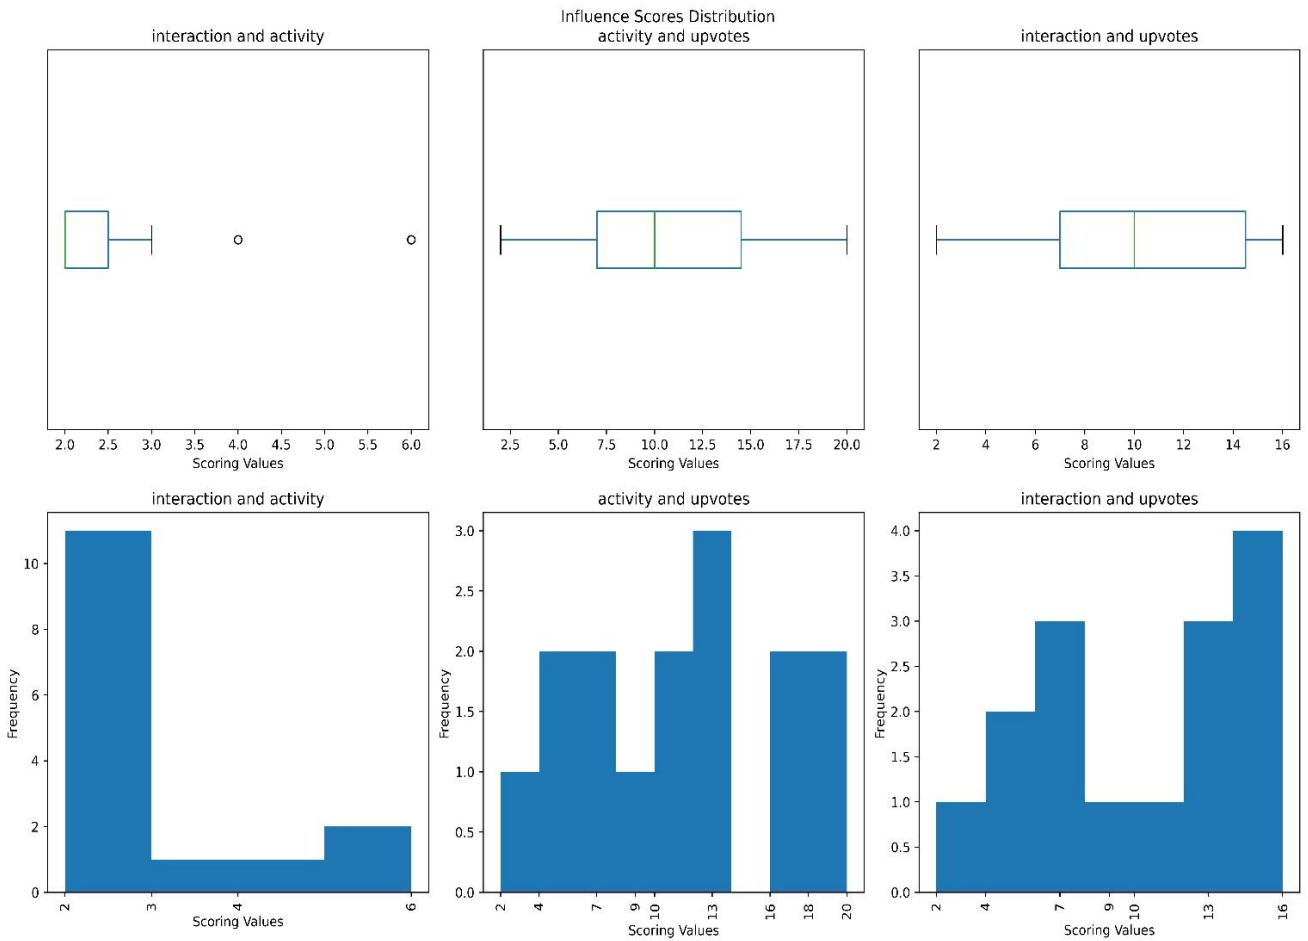 Influence Scores Distribution
interaction and activity
activity and upvotes
interaction and upvotes
2.0 2.5 3.0 3.5 4.0 4.5 5.0 5.5 6.0
Scoring Values
2.5 5.0 7.5 10.0 12.5 15.0 17.5 20.0
Scoring Values
2 4 6 8 10 12 14 16
Scoring Values
interaction and activity
Frequency
10
8
6
4
2
0
2 3 4 6
Scoring Values
activity and upvotes
Frequency
3.0
2.5
2.0
1.5
1.0
0.5
0.0
2 4 7 9 10 13 16 18 20
Scoring Values
interaction and upvotes
Frequency
4.0
3.5
3.0
2.5
2.0
1.5
1.0
0.5
0.0
2 4 7 9 10 13 16
Scoring Values